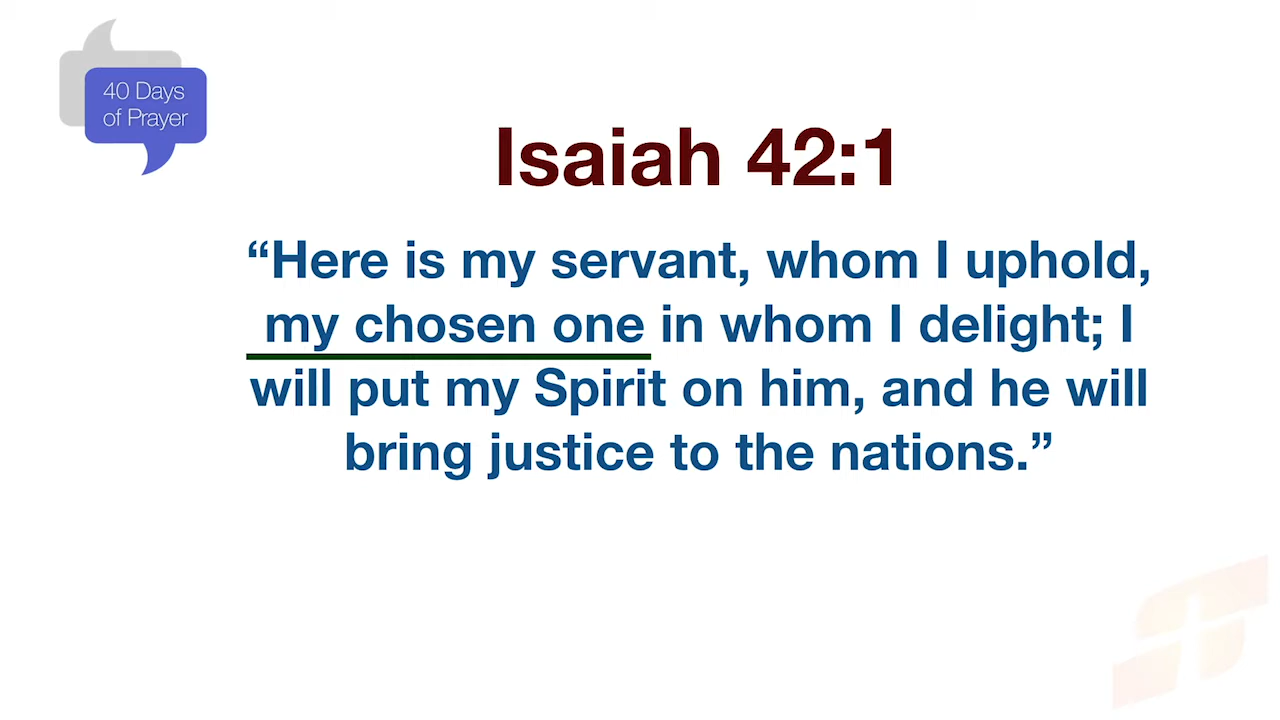 40 Days
of Prayer
Isaiah 42:1
“Here is my servant, whom I uphold,
my chosen one in whom I delight; I
will put my Spirit on him, and he will
bring justice to the nations.”